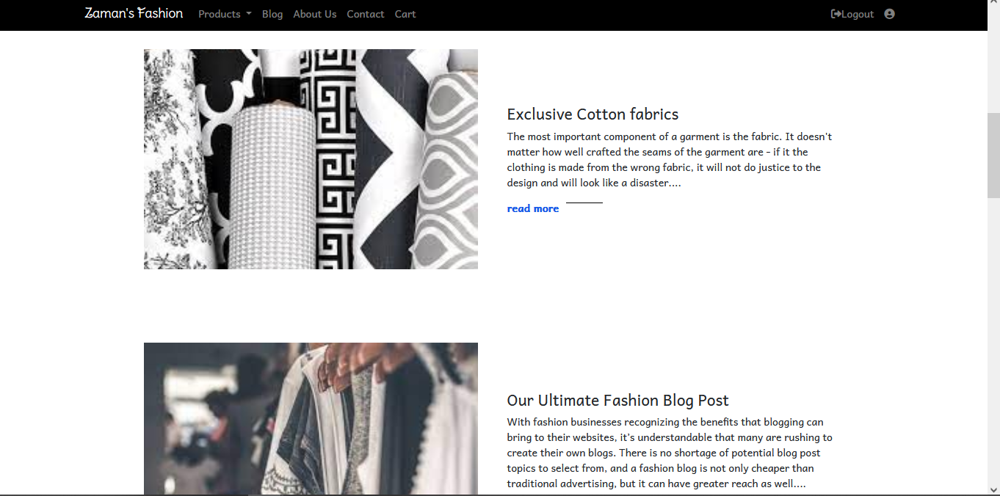 Zaman's Fashion Products Blog About Us Contact Cart Logout
Exclusive Cotton fabrics
The most important component of a garment is the fabric. It doesn't
matter how well crafted the seams of the garment are - if it the
clothing is made from the wrong fabric, it will not do justice to the
design and will look like a disaster....
read more
Our Ultimate Fashion Blog Post
With fashion businesses recognizing the benefits that blogging can
bring to their websites, it’s understandable that many are rushing to
create their own blogs. There is no shortage of potential blog post
topics to select from, and a fashion blog is not only cheaper than
traditional advertising, but it can have greater reach as well....